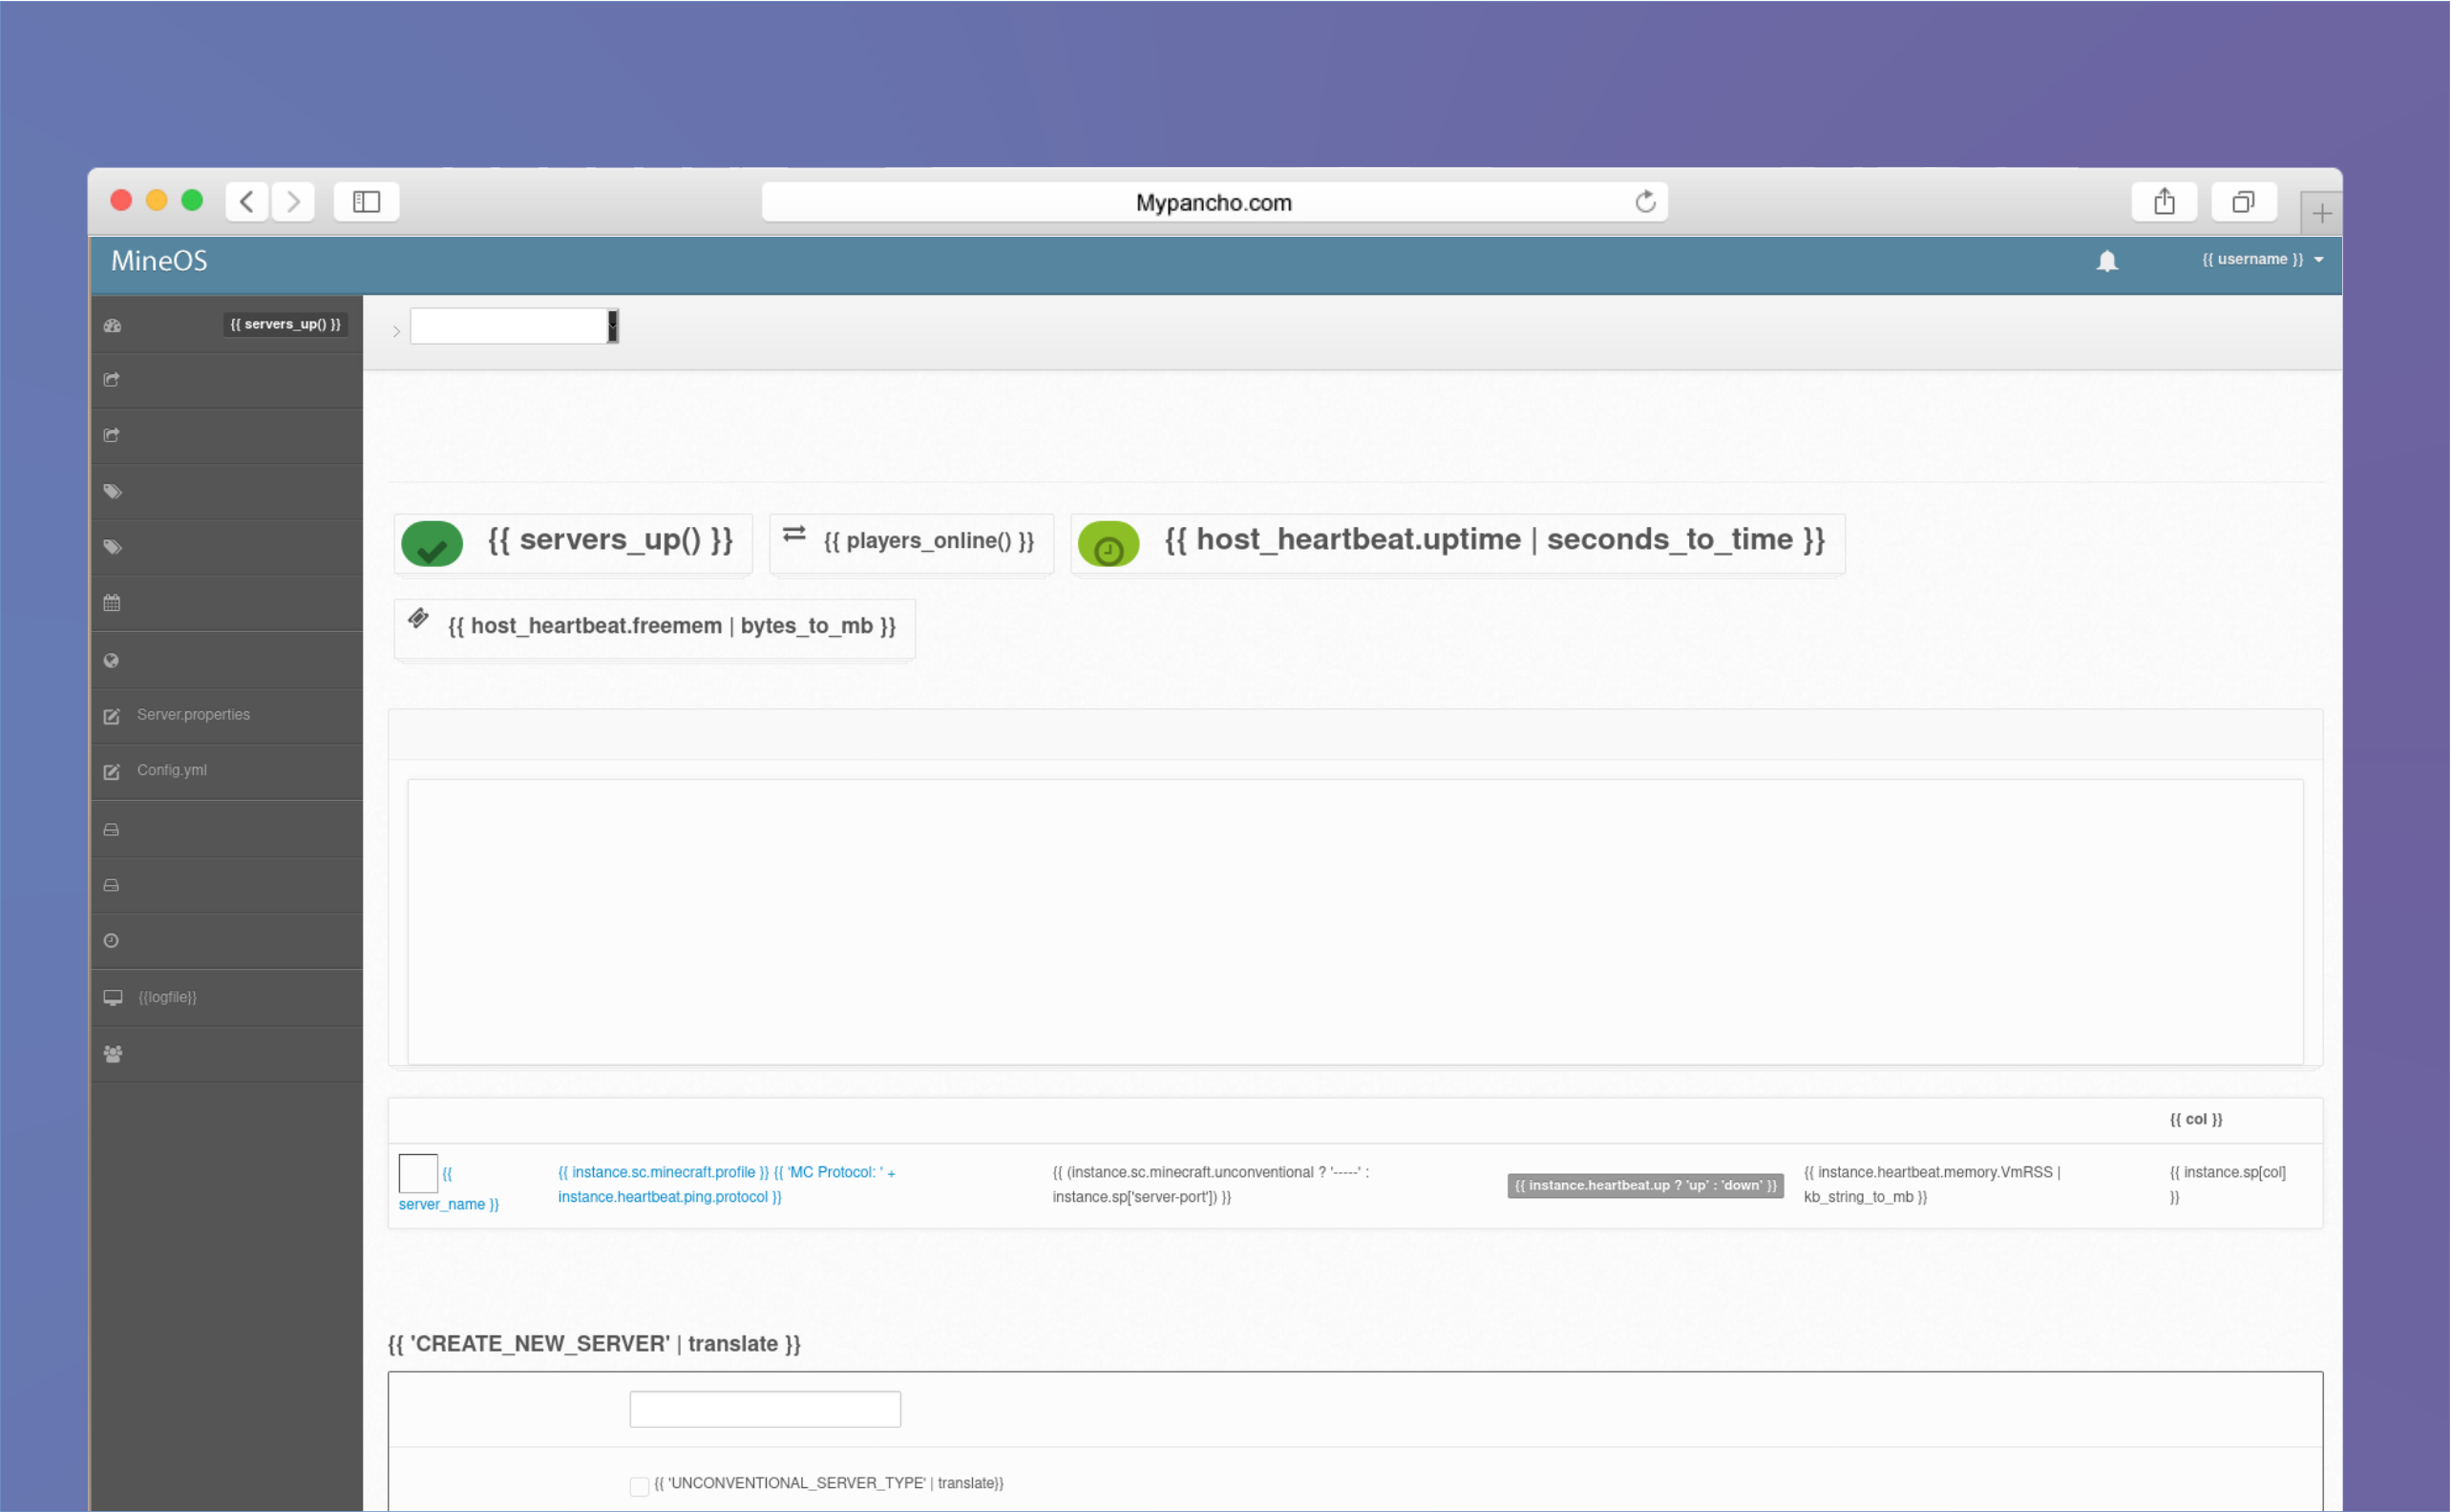 Mypancho.com
MineOS
{{ username }}
{{ servers_up() }}
{{ servers_up() }}
{{ players_online() }}
{{ host_heartbeat.uptime | seconds_to_time }}
{{ host_heartbeat.freemem | bytes_to_mb }}
Server.properties
Config.yml
{{logfile}}
{{ col }}
{{
server_name }}
{{ instance.sc.minecraft.profile }} {{ 'MC Protocol: ' +
instance.heartbeat.ping.protocol }}
{{ (instance.sc.minecraft.unconventional ? '-----' :
instance.sp['server-port']) }}
{{ instance.heartbeat.up ? 'up' : 'down' }}
{{ instance.heartbeat.memory.VmRSS |
kb_string_to_mb }}
{{ instance.sp[col]
}}
{{ 'CREATE_NEW_SERVER' | translate }}
{{ 'UNCONVENTIONAL_SERVER_TYPE' | translate}}